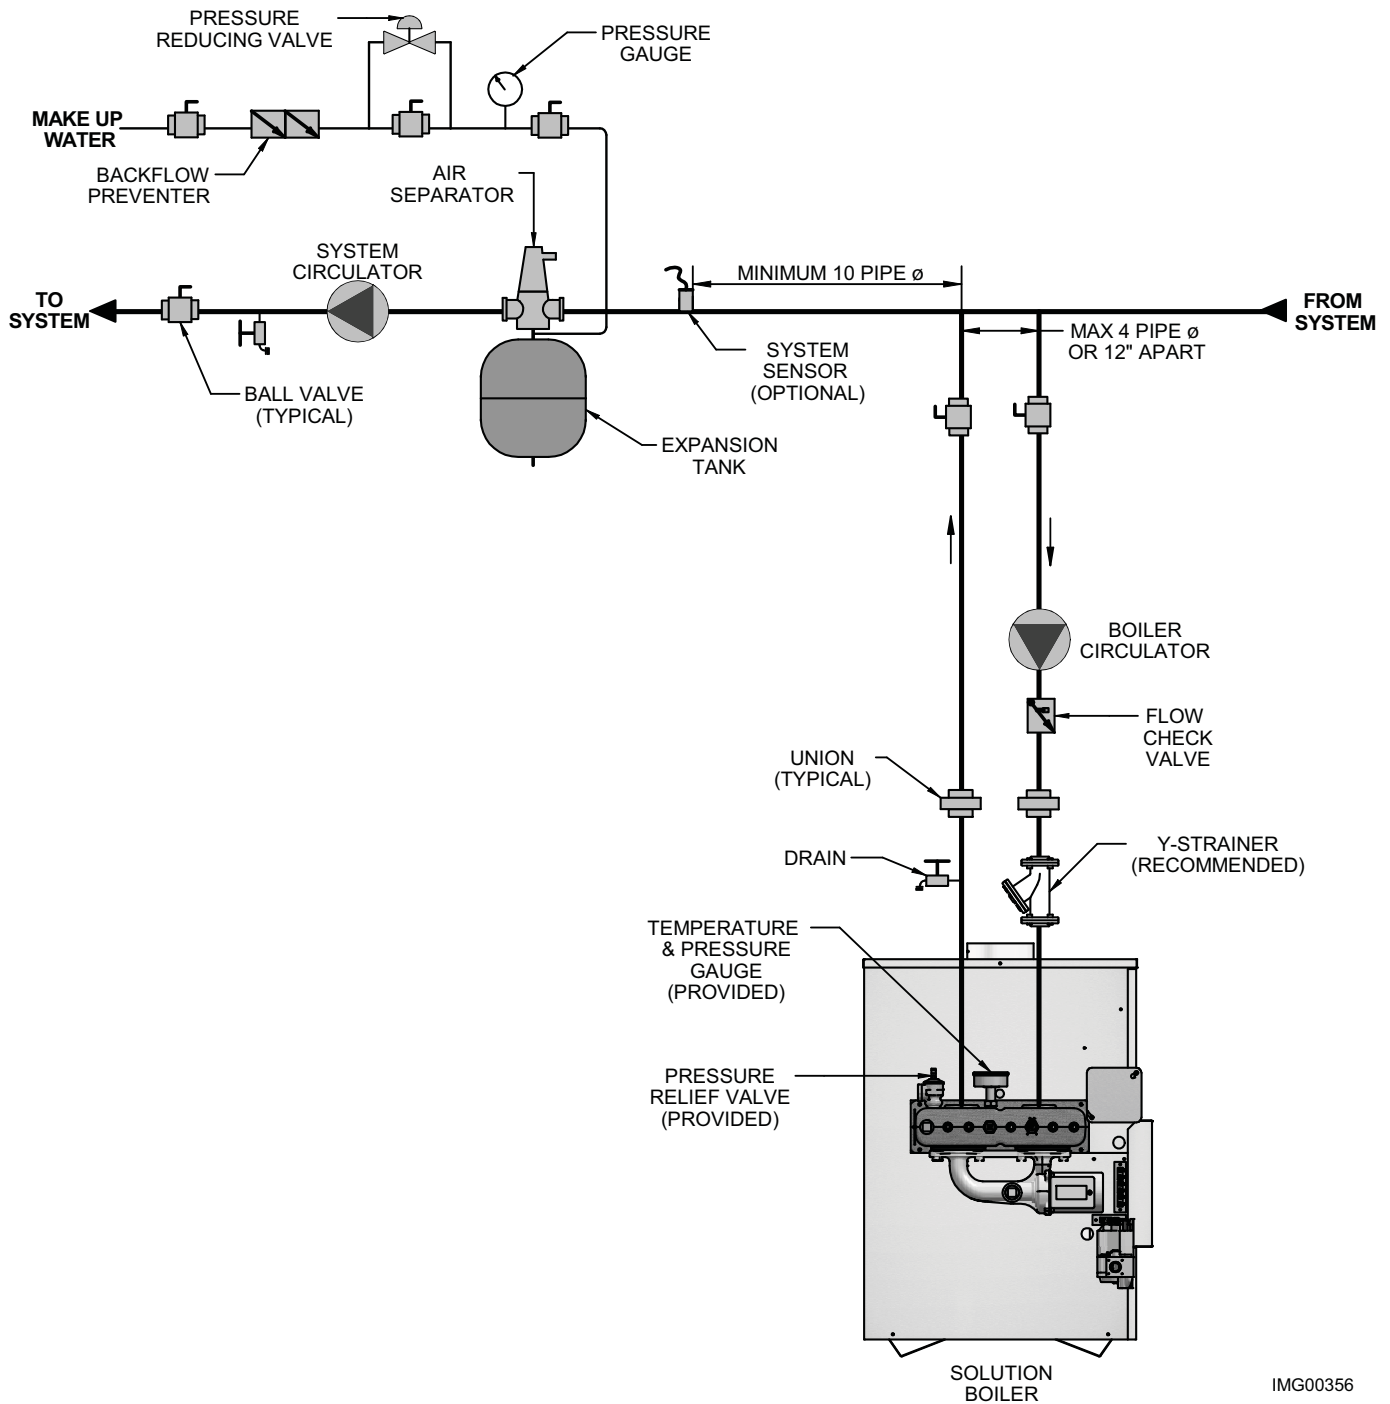 PRESSURE
REDUCING VALVE
PRESSURE
GAUGE
MAKE UP
WATER
BACKFLOW
PREVENTER
AIR
SEPARATOR
SYSTEM
CIRCULATOR
MINIMUM 10 PIPE ø
TO
SYSTEM
FROM
SYSTEM
MAX 4 PIPE ø
OR 12" APART
SYSTEM
SENSOR
(OPTIONAL)
BALL VALVE
(TYPICAL)
EXPANSION
TANK
BOILER
CIRCULATOR
FLOW
CHECK
VALVE
UNION
(TYPICAL)
DRAIN
Y-STRAINER
(RECOMMENDED)
TEMPERATURE
& PRESSURE
GAUGE
(PROVIDED)
PRESSURE
RELIEF VALVE
(PROVIDED)
SOLUTION
BOILER
IMG00356